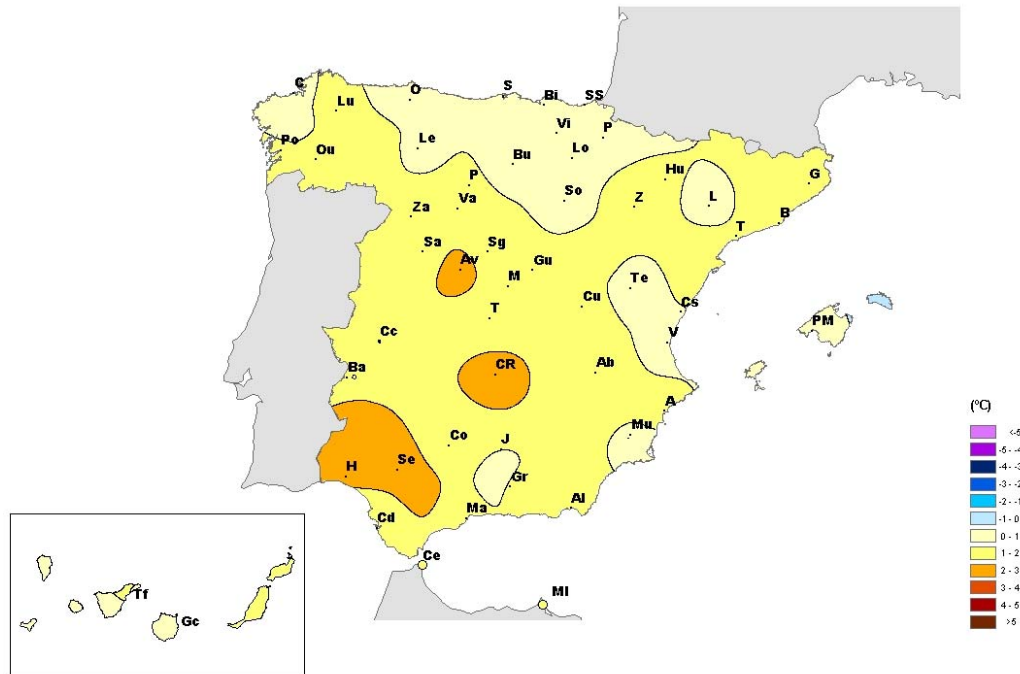 C
O
S
Bi
SS
Lu
Vi
P
Po
Ou
Le
Bu
Lo
P
So
Hu
G
Za
Va
Z
L
B
T
Sa
Sg
Av
Gu
M
Te
Cu
Cs
T
PM
Cc
V
Ba
CR
Ab
A
Co
J
Mu
H
Se
Gr
Al
Ma
Cd
Ce
Ml
Tf
Gc
(ºC)
<-5
-5 - -4
-4 - -3
-3 - -2
-2 - -1
-1 - 0
0 - 1
1 - 2
2 - 3
3 - 4
4 - 5
>5